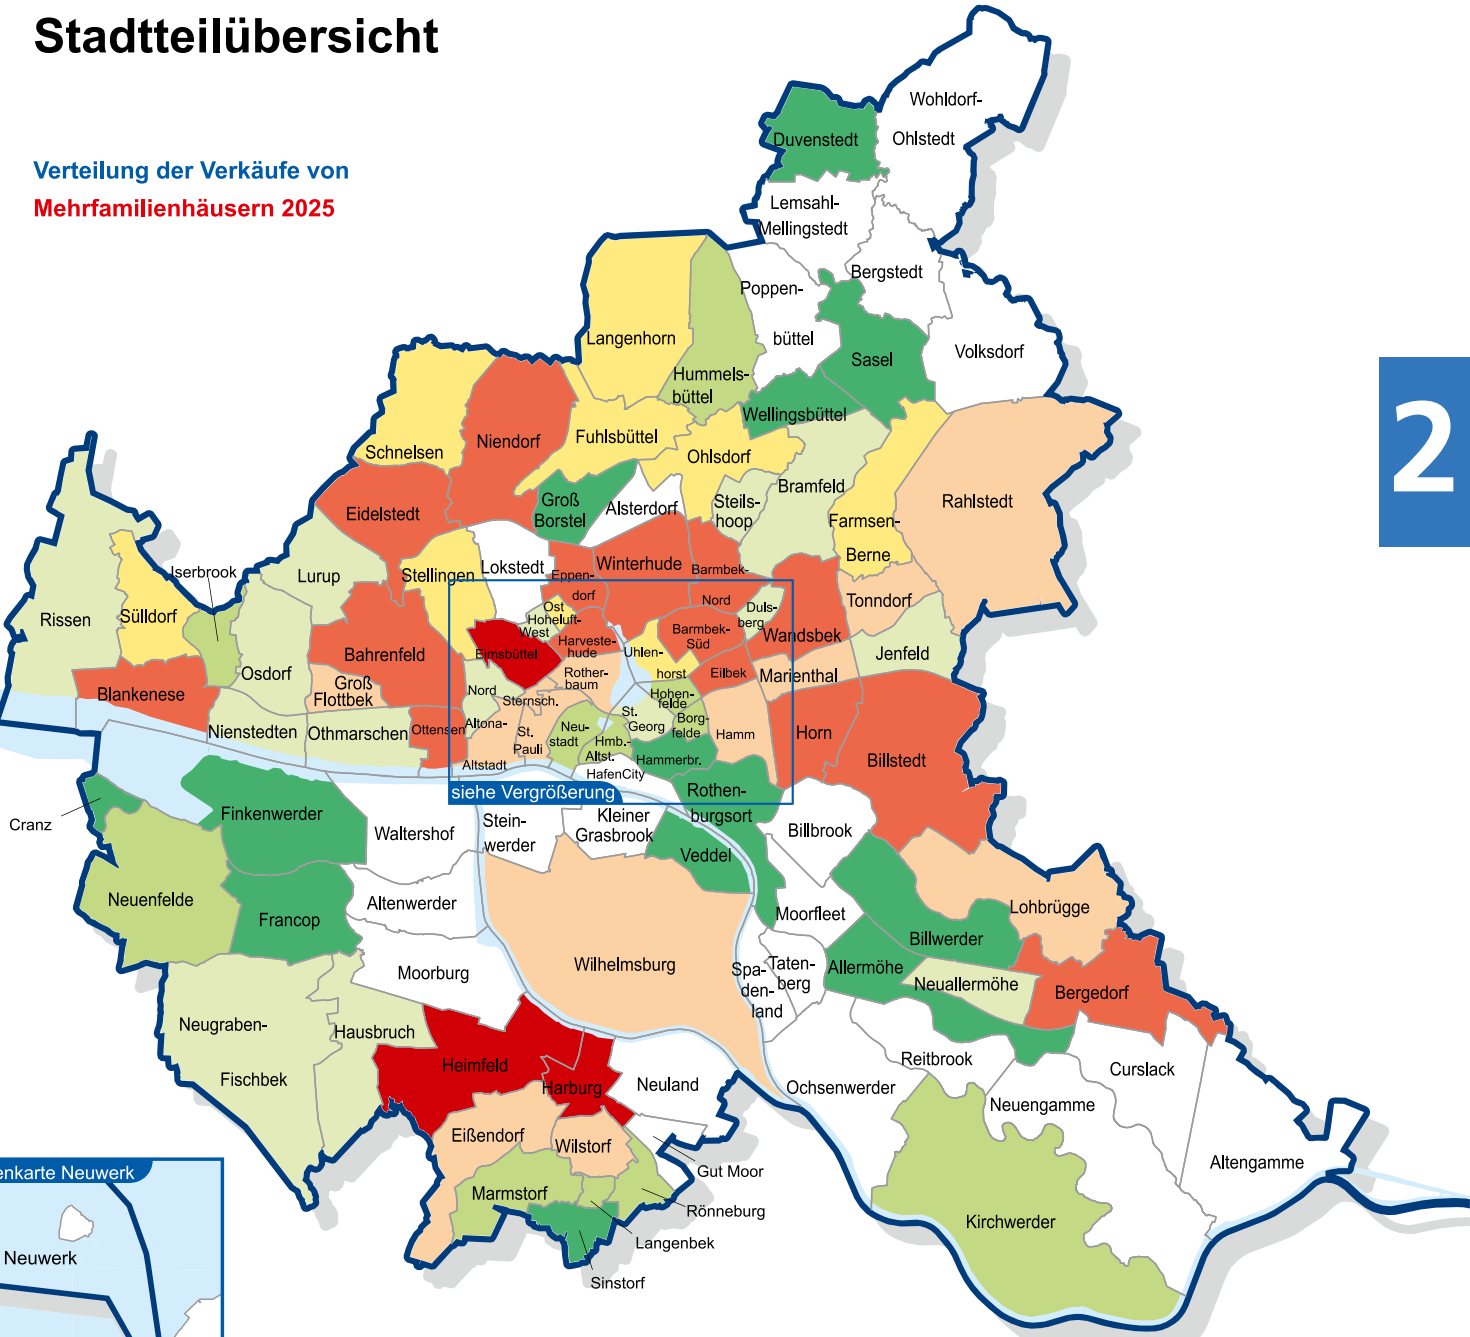 Stadtteilübersicht
Verteilung der Verkäufe von
Mehrfamilienhäusern 2025
2
Wohldorf-
Ohlstedt
Duvenstedt
Lemsahl-
Mellingstedt
Bergstedt
Poppen-
büttel
Sasel
Volksdorf
Langenhorn
Hummels-
büttel
Wellingsbüttel
Schnelsen
Niendorf
Fuhlsbüttel
Ohlsdorf
Bramfeld
Steils-
hoop
Farmsen-
Berne
Rahlstedt
Eidelstedt
Groß
Borstel
Alsterdorf
Lokstedt
Stellingen
Eppen-
dorf
Winterhude
Barmbek-
Nord
Barmbek-
Süd
Duls-
berg
Wandsbek
Tonndorf
Jenfeld
Marienthal
Iserbrook
Lurup
Rissen
Sülldorf
Osdorf
Bahrenfeld
Groß
Flottbek
Blankenese
Nienstedten
Othmarschen
Ottensen
Ost
Hoheluft-
West
Eimsbüttel
Harveste-
hude
Rother-
baum
Uhlen-
horst
Eilbek
Hohen-
felde
Borg-
felde
St.
Georg
Nord
Altona-
Altstadt
Sternsch.
St.
Pauli
Neu-
stadt
Hmb.-
Altst.
HafenCity
Hammerbr.
Hamm
Horn
Billstedt
siehe Vergrößerung
Rothen-
burgsort
Billbrook
Cranz
Finkenwerder
Waltershof
Stein-
werder
Kleiner
Grasbrook
Veddel
Neuenfelde
Francop
Altenwerder
Moorburg
Wilhelmsburg
Moorfleet
Spa-
den-
land
Taten-
berg
Lohbrügge
Billwerder
Allermöhe
Neuallermöhe
Bergedorf
Neugraben-
Fischbek
Hausbruch
Heimfeld
Harburg
Neuland
Reitbrook
Curslack
Ochsenwerder
Neuengamme
Altengamme
Kirchwerder
Eißendorf
Wilstorf
Gut Moor
Marmstorf
Rönneburg
Langenbek
Sinstorf
enkarte Neuwerk
Neuwerk